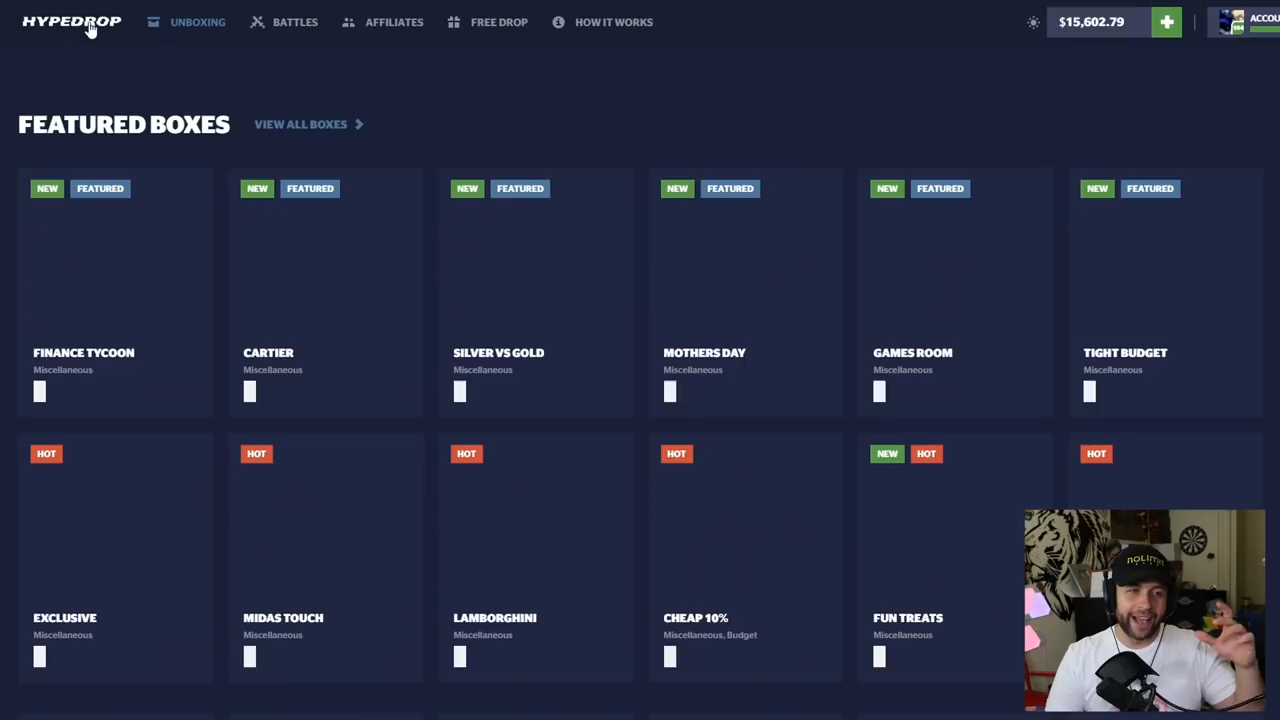 HYPEDROP
UNBOXING
BATTLES
AFFILIATES
FREE DROP
HOW IT WORKS
$15,602.79
ACCOU
FEATURED BOXES
VIEW ALL BOXES
NEW FEATURED
NEW FEATURED
NEW FEATURED
NEW FEATURED
NEW FEATURED
NEW FEATURED
FINANCE TYCOON
Miscellaneous
CARTIER
Miscellaneous
SILVER VS GOLD
Miscellaneous
MOTHERS DAY
Miscellaneous
GAMES ROOM
Miscellaneous
TIGHT BUDGET
Miscellaneous
HOT
HOT
HOT
HOT
NEW HOT
HOT
EXCLUSIVE
Miscellaneous
MIDAS TOUCH
Miscellaneous
LAMBORGHINI
Miscellaneous
CHEAP 10%
Miscellaneous, Budget
FUN TREATS
Miscellaneous